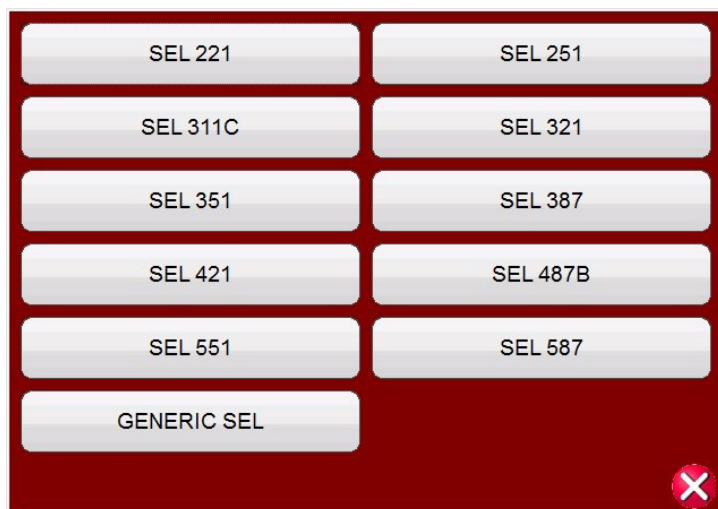 SEL 221
SEL 251
SEL 311C
SEL 321
SEL 351
SEL 387
SEL 421
SEL 487B
SEL 551
SEL 587
GENERIC SEL